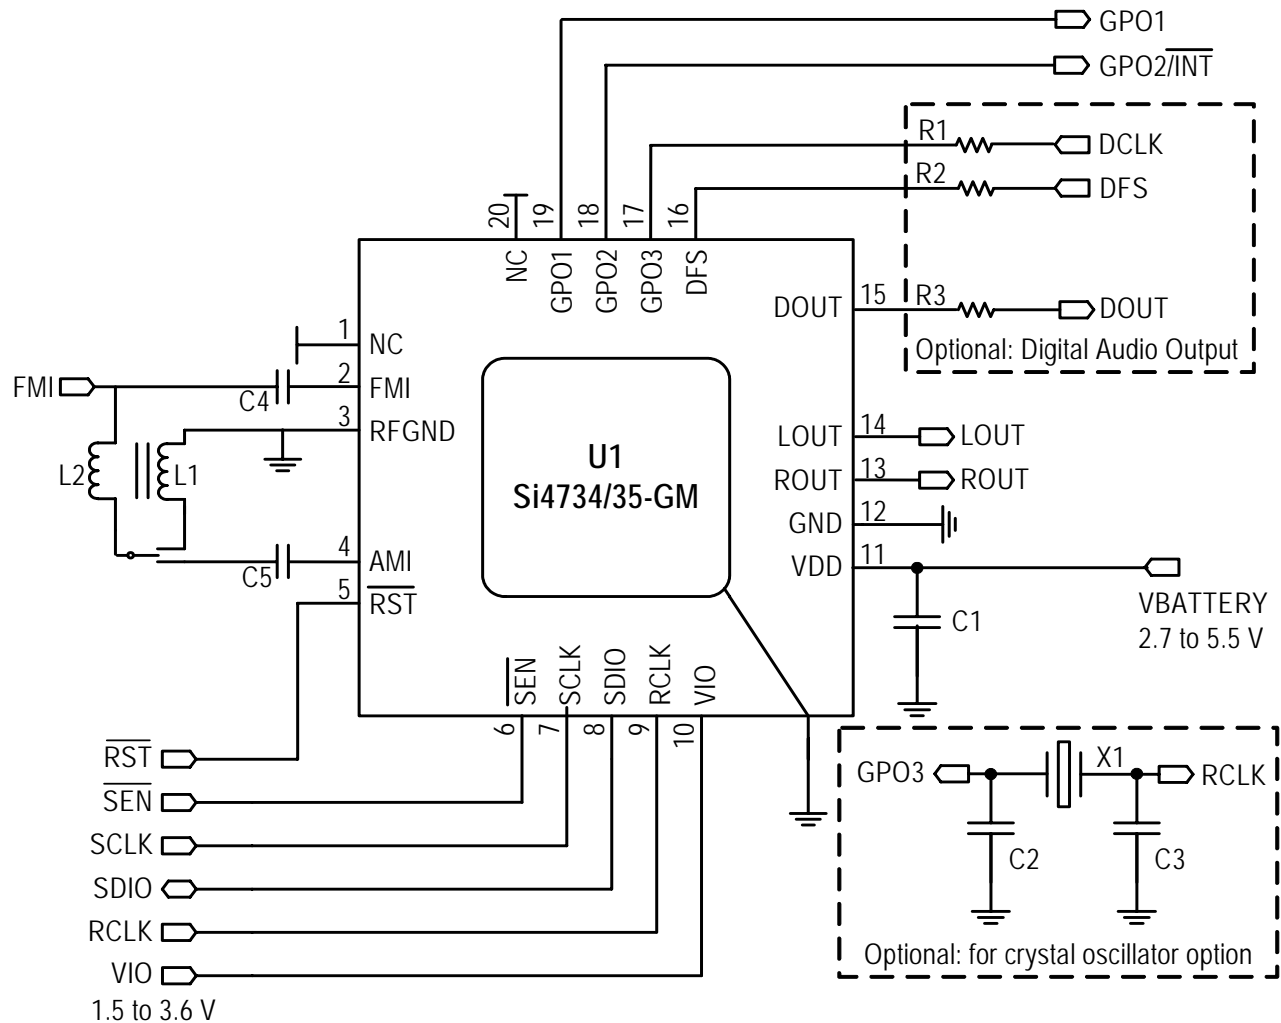 GPO1
GPO2/INT
R1
DCLK
R2
DFS
20
19
18
17
16
NC
GPO1
GPO2
GPO3
DFS
DOUT
15
R3
DOUT
Optional: Digital Audio Output
1
NC
FMI
C4
2
FMI
3
RFGND
L2
L1
U1
Si4734/35-GM
LOUT
14
LOUT
ROUT
13
ROUT
GND
12
VDD
11
C5
4
AMI
5
RST
VBATTERY
2.7 to 5.5 V
C1
SEN
SCLK
SDIO
RCLK
VIO
6
7
8
9
10
RST
SEN
SCLK
SDIO
RCLK
VIO
1.5 to 3.6 V
GPO3
X1
RCLK
C2
C3
Optional: for crystal oscillator option